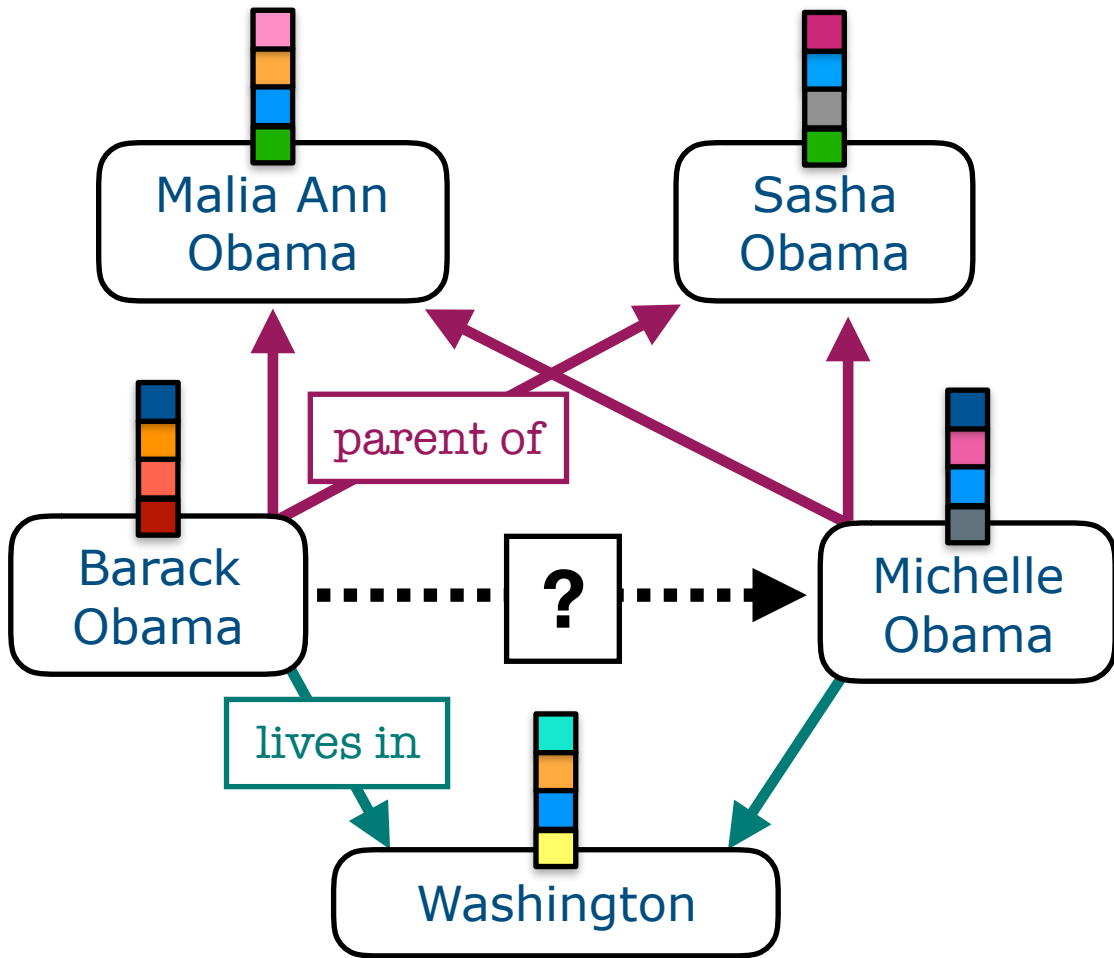 Malia Ann
Obama
Sasha
Obama
parent of
Barack
Obama
?
Michelle
Obama
lives in
Washington